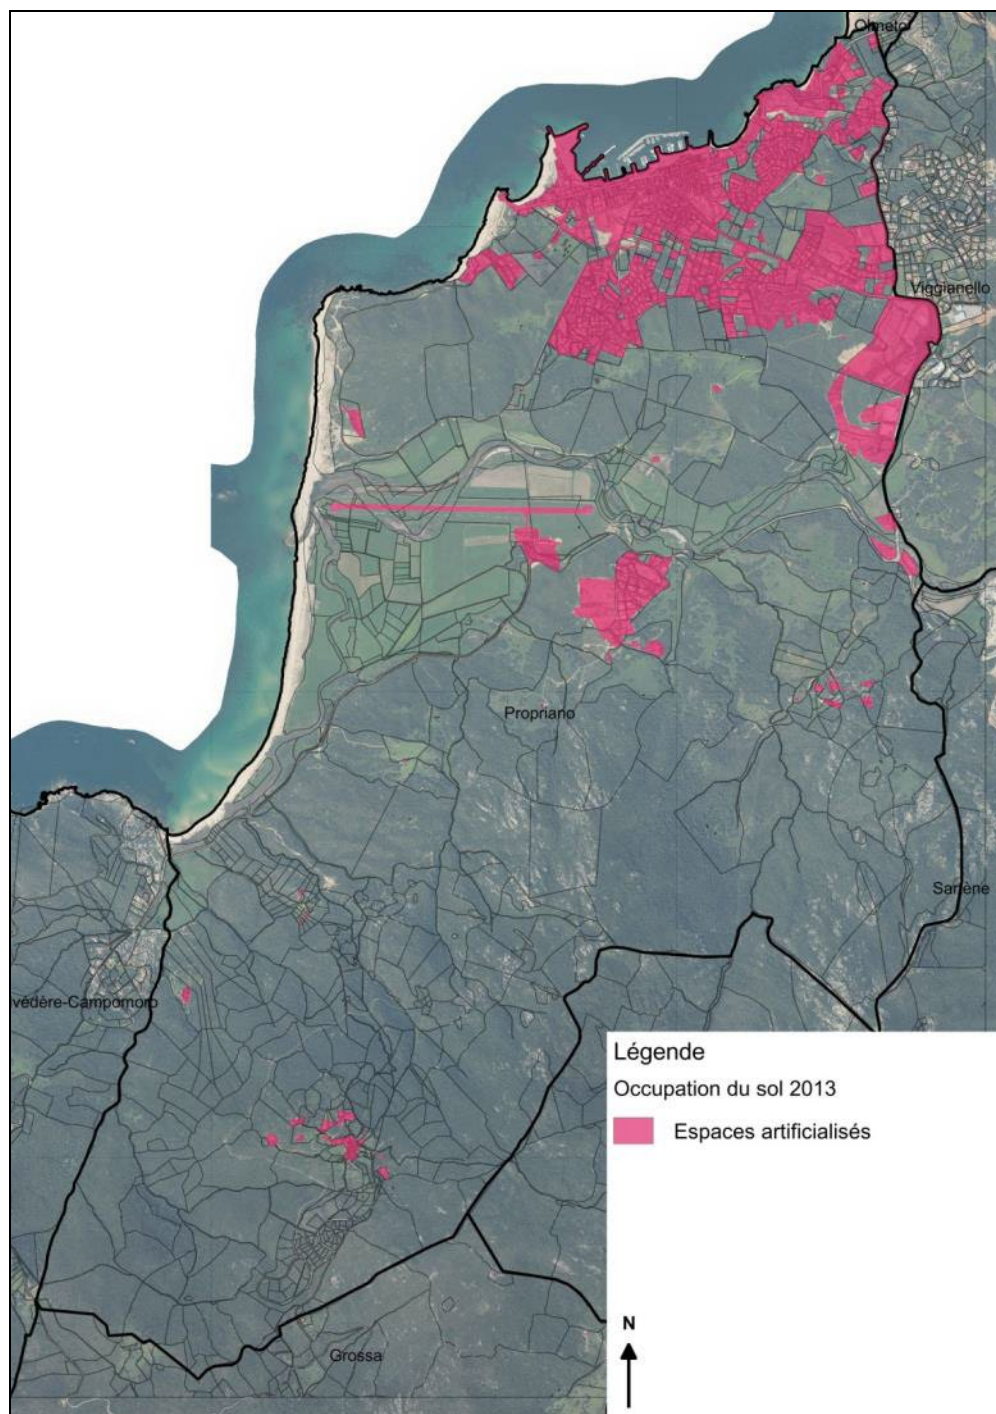 Olmeto
Viggianello
Propriano
Sartène
védère-Campomoro
Légende
Occupation du sol 2013
Espaces artificialisés
N
Grossa